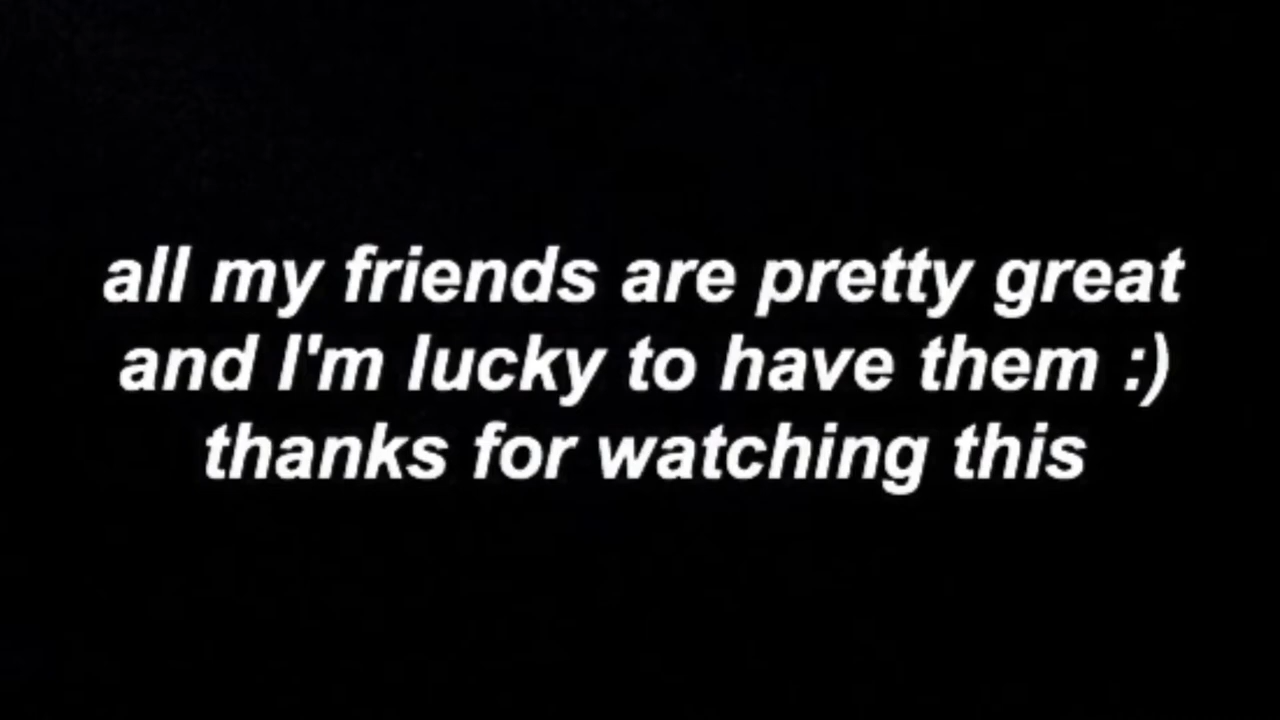 all my friends are pretty great
and I'm lucky to have them :)
thanks for watching this